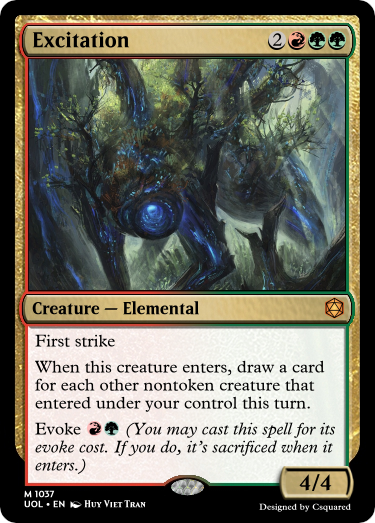 Excitation 2
Creature — Elemental
First strike
When this creature enters, draw a card
for each other nontoken creature that
entered under your control this turn.
Evoke (You may cast this spell for its
evoke cost. If you do, it's sacrificed when it
enters.)
4/4
M 1037
UOL • EN Huy Viet Tran
Designed by Csquared